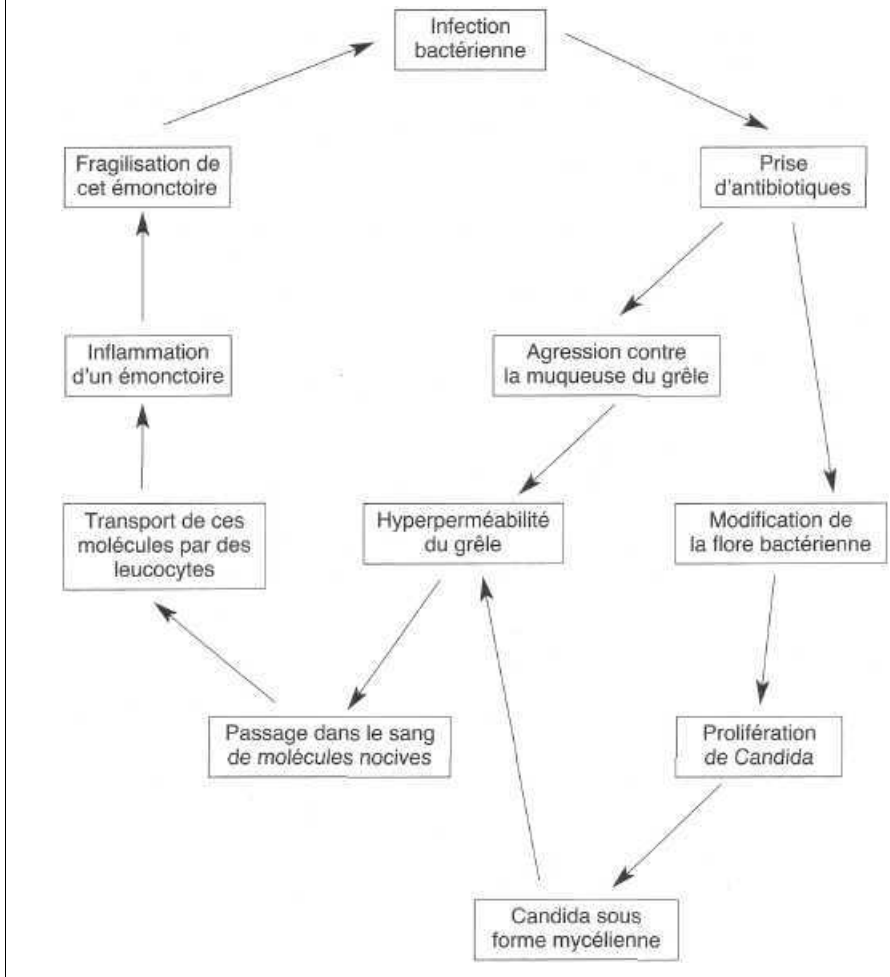 Infection
bactérienne
Fragilisation de
cet émonctoire
Prise
d'antibiotiques
Inflammation
d'un émonctoire
Agression contre
la muqueuse du grêle
Transport de ces
molécules par des
leucocytes
Hyperperméabilité
du grêle
Modification de
la flore bactérienne
Passage dans le sang
de molécules nocives
Prolifération
de Candida
Candida sous
forme mycélienne